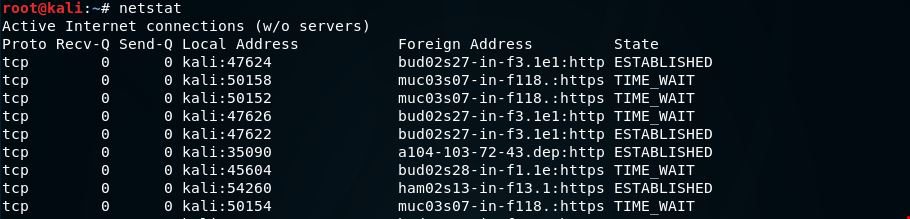 root@kali:~# netstat
Active Internet connections (w/o servers)
Proto Recv-Q Send-Q Local Address Foreign Address State
tcp 0 0 kali:47624 bud02s27-in-f3.1e1:http ESTABLISHED
tcp 0 0 kali:50158 muc03s07-in-f118.:https TIME_WAIT
tcp 0 0 kali:50152 muc03s07-in-f118.:https TIME_WAIT
tcp 0 0 kali:47626 bud02s27-in-f3.1e1:http TIME_WAIT
tcp 0 0 kali:47622 bud02s27-in-f3.1e1:http ESTABLISHED
tcp 0 0 kali:35090 a104-103-72-43.dep:http ESTABLISHED
tcp 0 0 kali:45604 bud02s28-in-f1.1e:https TIME_WAIT
tcp 0 0 kali:54260 ham02s13-in-f13.1:https ESTABLISHED
tcp 0 0 kali:50154 muc03s07-in-f118.:https TIME_WAIT